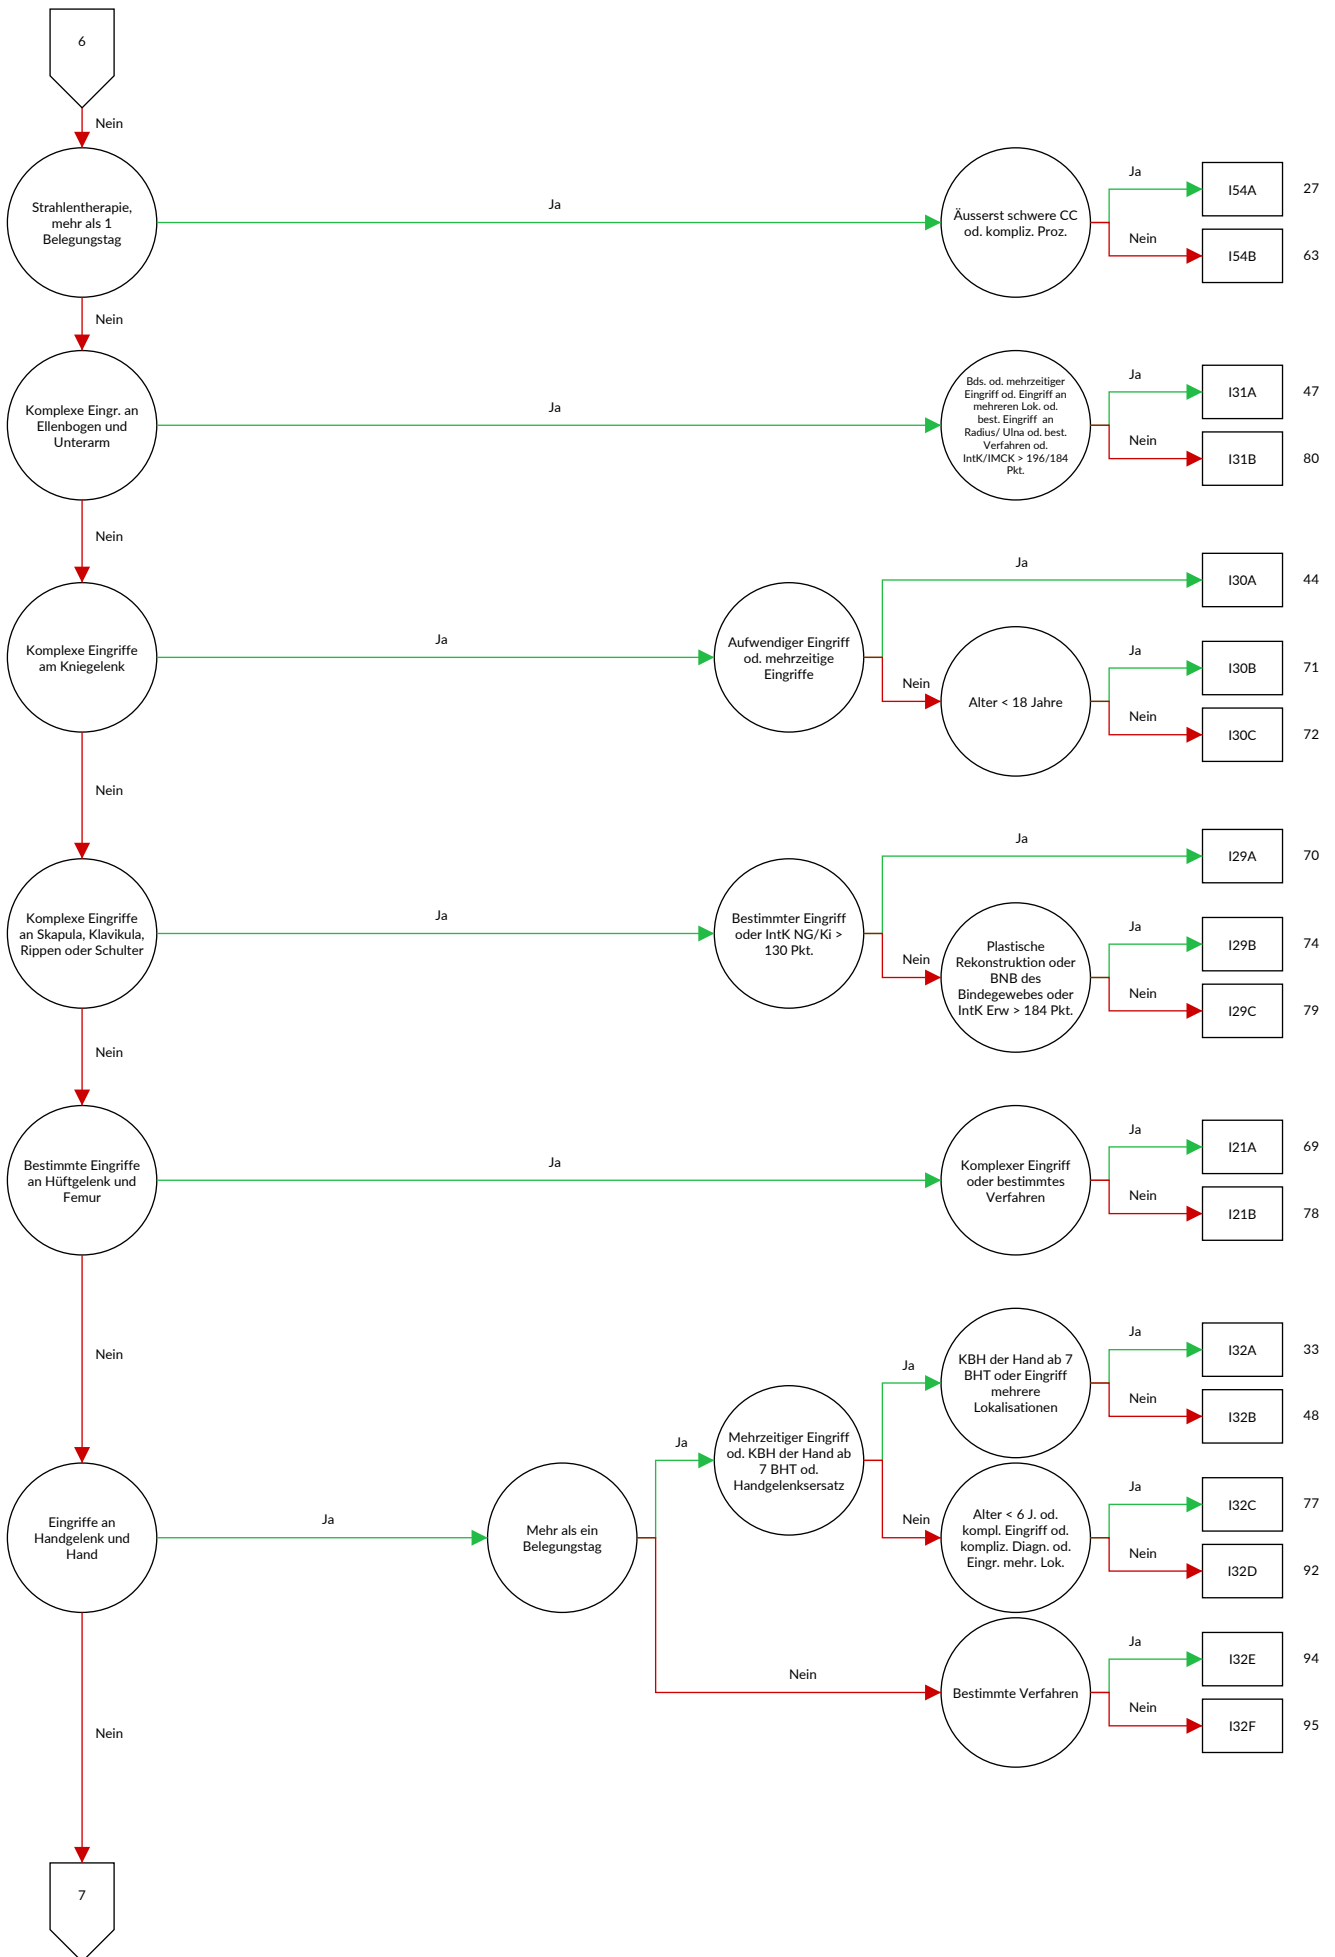 6
Nein
Strahlentherapie,
mehr als 1
Belegungstag
Ja
Äusserst schwere CC
od. kompliz. Proz.
Ja
I54A
27
Nein
I54B
63
Nein
Komplexe Eingr. an
Ellenbogen und
Unterarm
Ja
Bds. od. mehrzeitiger
Eingriff od. Eingriff an
mehreren Lok. od.
best. Eingriff an
Radius/ Ulna od. best.
Verfahren od.
IntK/IMCK > 196/184
Pkt.
Ja
I31A
47
Nein
I31B
80
Nein
Komplexe Eingriffe
am Kniegelenk
Ja
Aufwendiger Eingriff
od. mehrzeitige
Eingriffe
Ja
I30A
44
Nein
Alter < 18 Jahre
Ja
I30B
71
Nein
I30C
72
Nein
Komplexe Eingriffe
an Skapula, Klavikula,
Rippen oder Schulter
Ja
Bestimmter Eingriff
oder IntK NG/Ki >
130 Pkt.
Ja
I29A
70
Nein
Plastische
Rekonstruktion oder
BNB des
Bindegewebes oder
IntK Erw > 184 Pkt.
Ja
I29B
74
Nein
I29C
79
Nein
Bestimmte Eingriffe
an Hüftgelenk und
Femur
Ja
Komplexer Eingriff
oder bestimmtes
Verfahren
Ja
I21A
69
Nein
I21B
78
Nein
Eingriffe an
Handgelenk und
Hand
Ja
Mehr als ein
Belegungstag
Ja
Mehrzeitiger Eingriff
od. KBH der Hand ab
7 BHT od.
Handgelenksersatz
Ja
KBH der Hand ab 7
BHT oder Eingriff
mehrere
Lokalisationen
Ja
I32A
33
Nein
I32B
48
Nein
Alter < 6 J. od.
kompl. Eingriff od.
kompliz. Diagn. od.
Eingr. mehr. Lok.
Ja
I32C
77
Nein
I32D
92
Nein
Bestimmte Verfahren
Ja
I32E
94
Nein
I32F
95
Nein
7